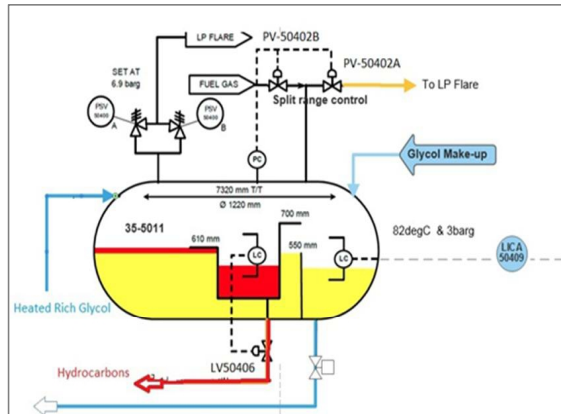 PV-50402B
LP FLARE
PV-50402A
SET AT
6.9 barg
FUEL GAS
To LP Flare
Split range control
PSV
A
PSV
B
PC
Glycol Make-up
7320 mm T/T
Ø 1220 mm
700 mm
35-5011
610 mm
550 mm
82degC & 3barg
LC
LC
LICA
50409
Heated Rich Glycol
LV50406
Hydrocarbons